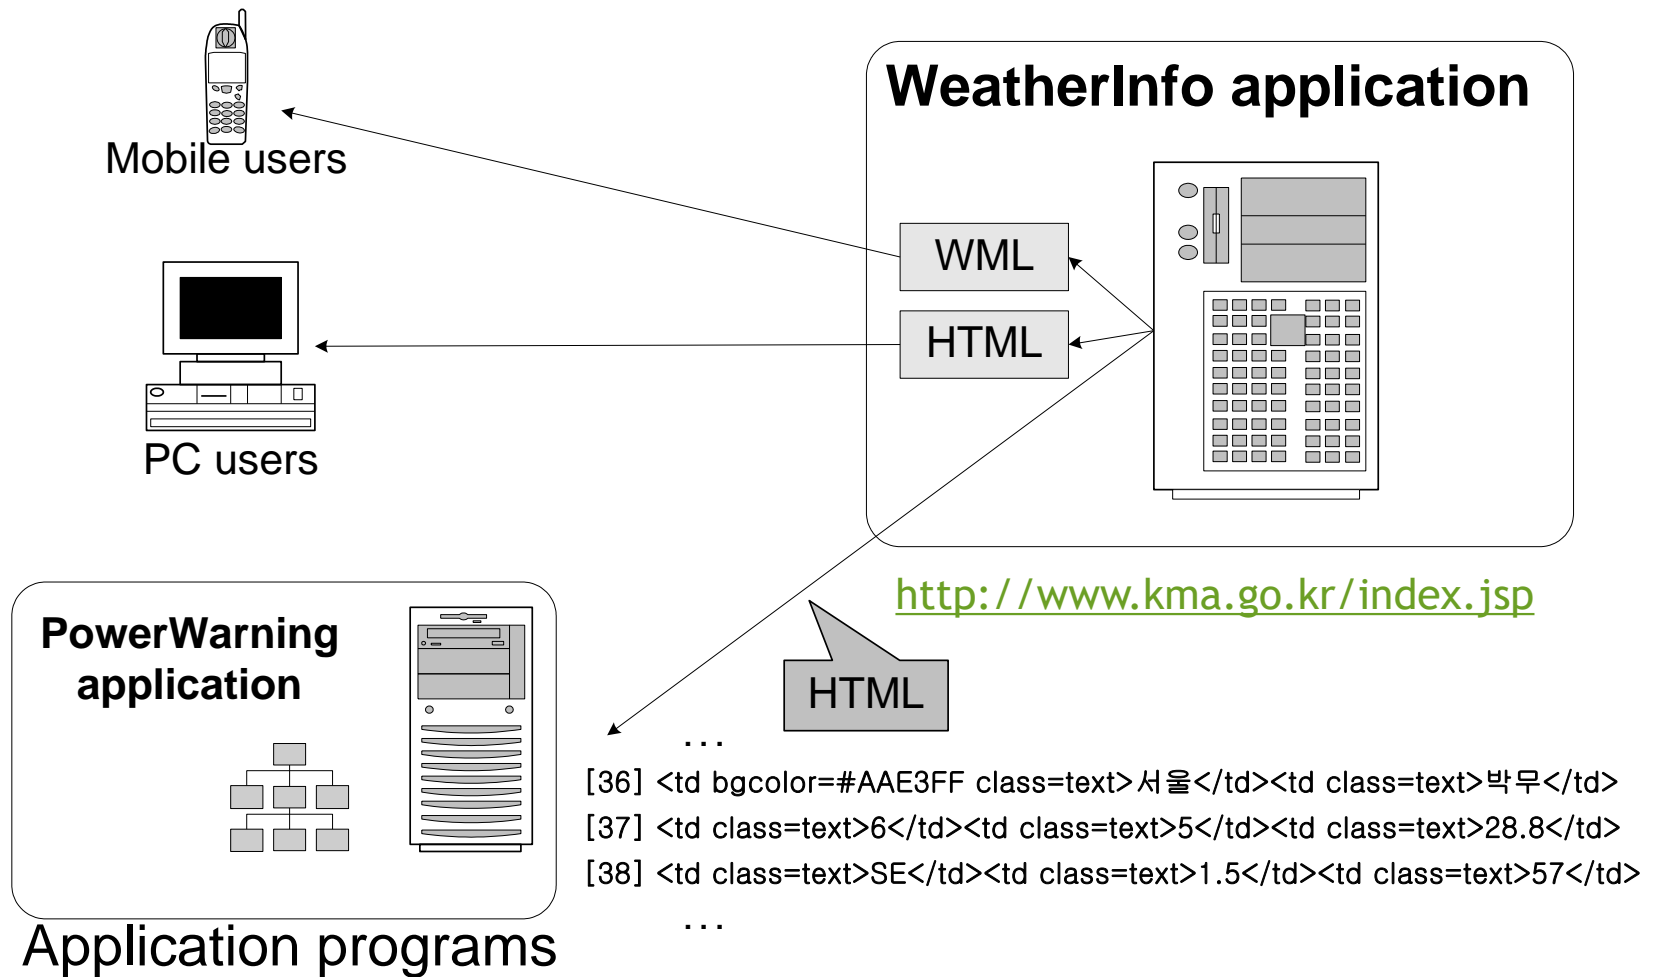 WeatherInfo application
Mobile users
WML
HTML
PC users
http://www.kma.go.kr/index.jsp
PowerWarning
application
HTML
...
[36] <td bgcolor=#AAE3FF class=text>서울</td><td class=text>박무</td>
[37] <td class=text>6</td><td class=text>5</td><td class=text>28.8</td>
[38] <td class=text>SE</td><td class=text>1.5</td><td class=text>57</td>
...
Application programs